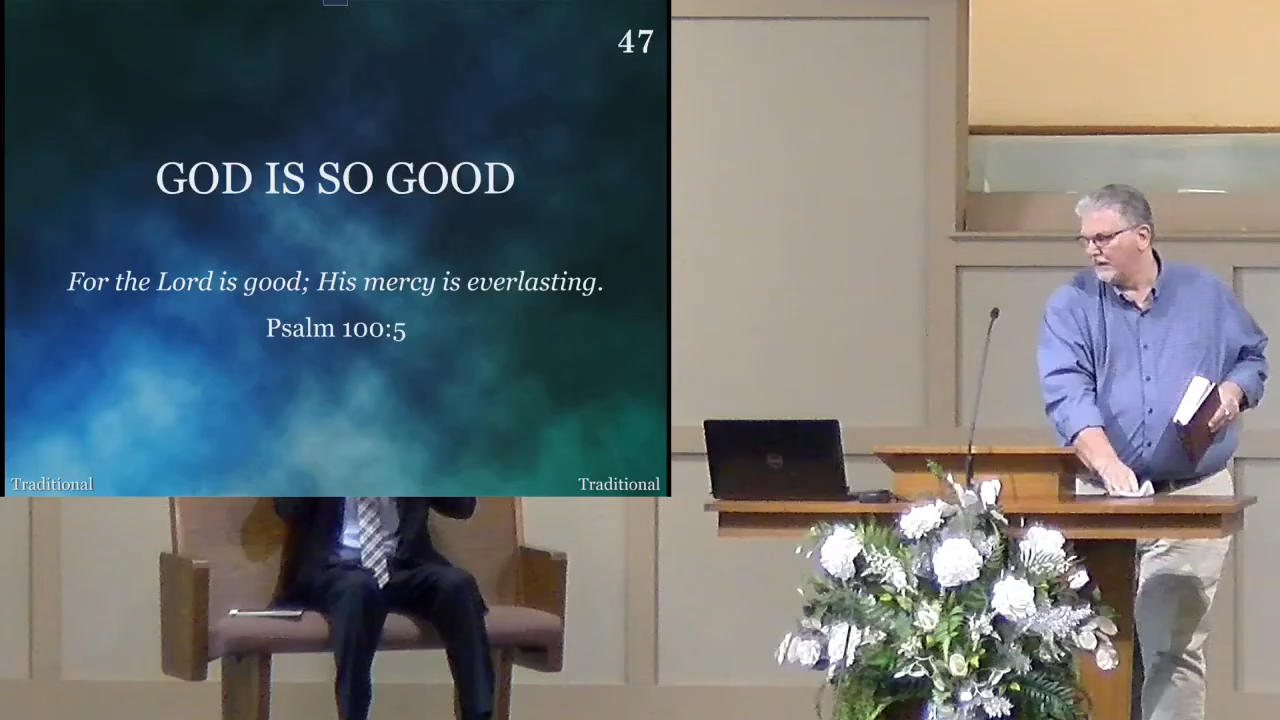 47
GOD IS SO GOOD
For the Lord is good; His mercy is everlasting.
Psalm 100:5
Traditional
Traditional